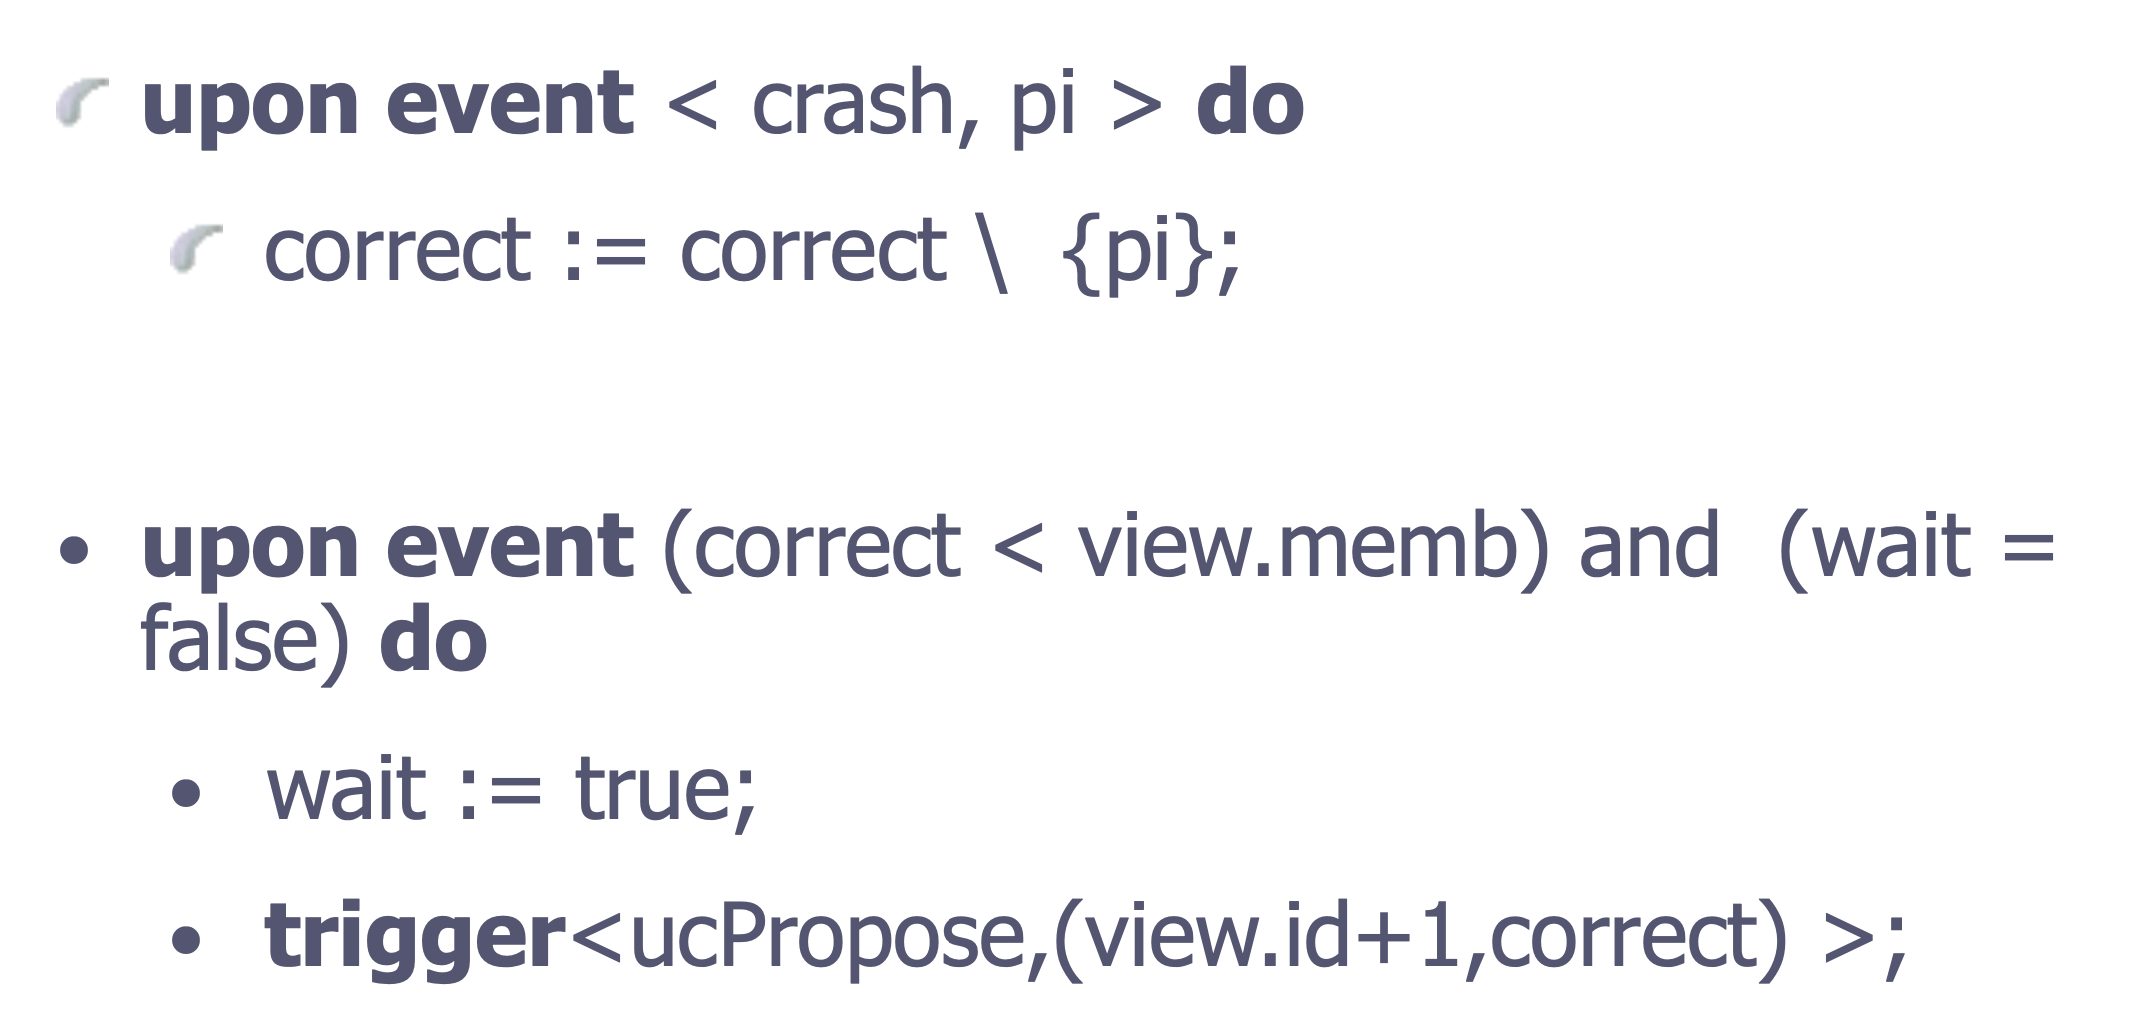 upon event < crash, pi > do
correct := correct \ {pi};
• upon event (correct < view.memb) and (wait =
false) do
• wait := true;
• trigger<ucPropose,(view.id+1,correct) >;